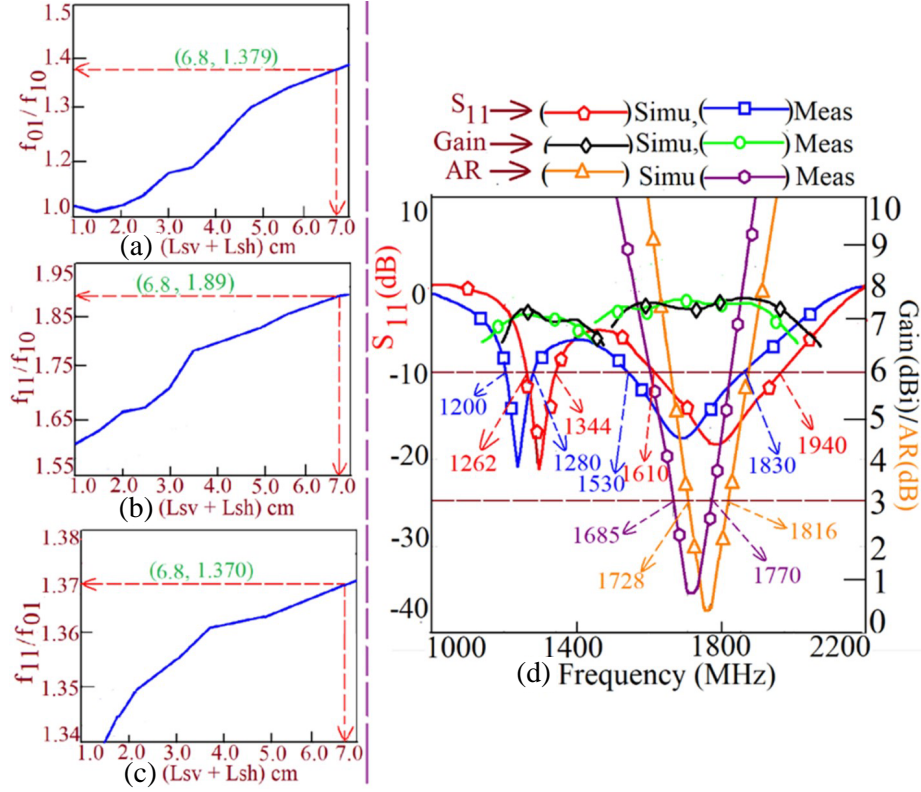 1.5
1.4
1.3
1.2
1.0
f01/f10
(6.8, 1.379)
1.0 2.0 3.0 4.0 5.0 6.0 7.0
(a) (Lsv + Lsh) cm
1.95
1.85
1.75
1.65
1.55
f11/f10
(6.8, 1.89)
1.0 2.0 3.0 4.0 5.0 6.0 7.0
(b) (Lsv + Lsh) cm
1.38
1.37
1.36
1.35
1.34
f11/f01
(6.8, 1.370)
1.0 2.0 3.0 4.0 5.0 6.0 7.0
(c) (Lsv + Lsh) cm
S11 ( ) Simu, ( ) Meas
Gain ( ) Simu, ( ) Meas
AR ( ) Simu ( ) Meas
10
0
-10
-20
-30
-40
S11 (dB)
10
9
8
7
6
5
4
3
2
1
0
Gain(dBi)/AR(dB)
1200
1262
1344
1280
1530
1610
1830
1940
1685
1728
1770
1816
1000 1400 1800 2200
(d) Frequency (MHz)